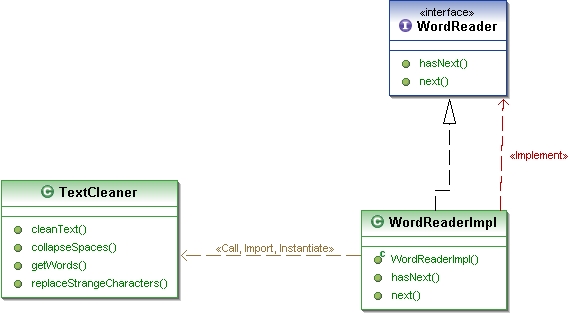 «interface»
I WordReader
hasNext()
next()
«Implement»
C TextCleaner
cleanText()
collapseSpaces()
getWords()
replaceStrangeCharacters()
«Call, Import, Instantiate»
C WordReaderImpl
C WordReaderImpl()
hasNext()
next()